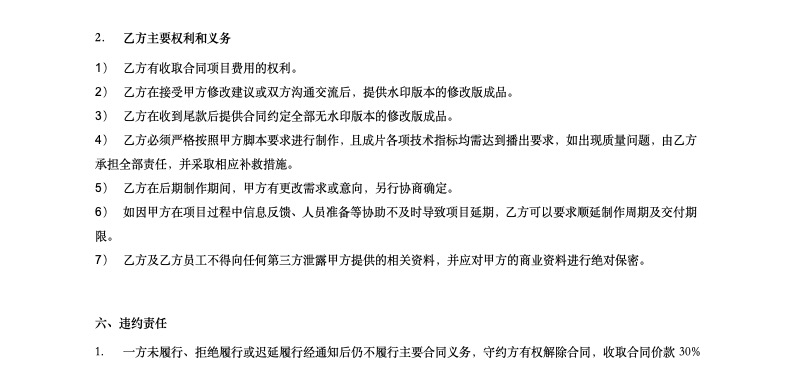 2. 乙方主要权利和义务
1） 乙方有收取合同项目费用的权利。
2） 乙方在接受甲方修改建议或双方沟通交流后，提供水印版本的修改版成品。
3） 乙方在收到尾款后提供合同约定全部无水印版本的修改版成品。
4） 乙方必须严格按照甲方脚本要求进行制作，且成片各项技术指标均需达到播出要求，如出现质量问题，由乙方
承担全部责任，并采取相应补救措施。
5） 乙方在后期制作期间，甲方有更改需求或意向，另行协商确定。
6） 如因甲方在项目过程中信息反馈、人员准备等协助不及时导致项目延期，乙方可以要求顺延制作周期及交付期
限。
7） 乙方及乙方员工不得向任何第三方泄露甲方提供的相关资料，并应对甲方的商业资料进行绝对保密。
六、违约责任
1. 一方未履行、拒绝履行或迟延履行经通知后仍不履行主要合同义务，守约方有权解除合同，收取合同价款 30%